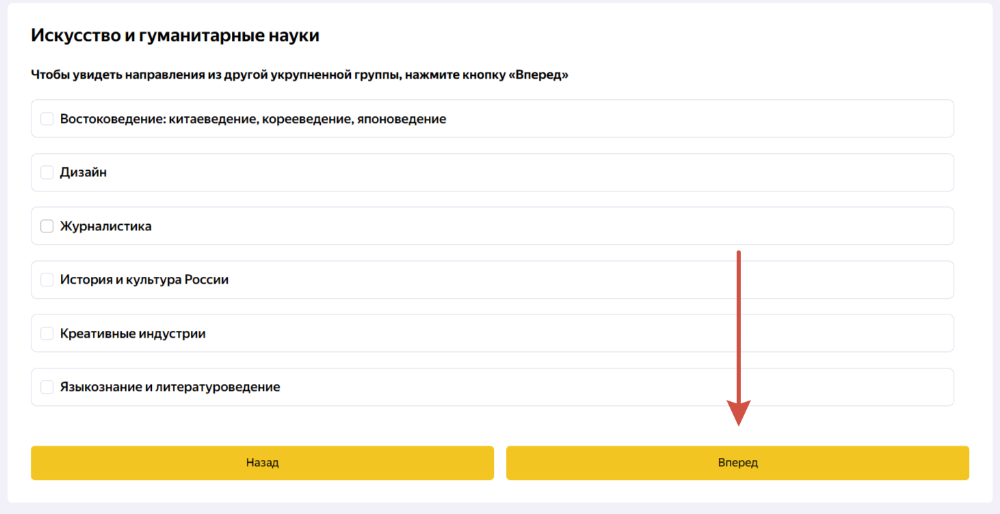 Искусство и гуманитарные науки
Чтобы увидеть направления из другой укрупненной группы, нажмите кнопку «Вперед»
Востоковедение: китаеведение, корееведение, японоведение
Дизайн
Журналистика
История и культура России
Креативные индустрии
Языкознание и литературоведение
Назад
Вперед